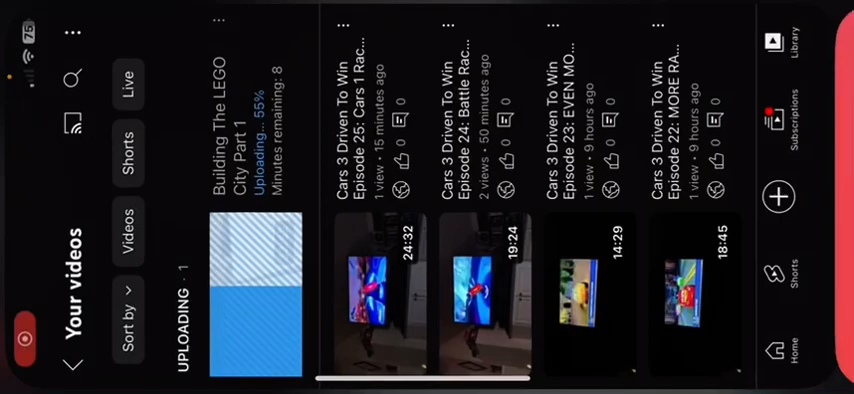 75
Your videos
Sort by
Videos
Shorts
Live
UPLOADING · 1
Building The LEGO
City Part 1
Uploading... 55%
Minutes remaining: 8
Cars 3 Driven To Win
Episode 25: Cars 1 Rac...
1 view • 15 minutes ago
0 0
24:32
Cars 3 Driven To Win
Episode 24: Battle Rac...
2 views • 50 minutes ago
0 0
19:24
Cars 3 Driven To Win
Episode 23: EVEN MO...
1 view • 9 hours ago
0 0
14:29
Cars 3 Driven To Win
Episode 22: MORE RA...
1 view • 9 hours ago
0 0
18:45
Home
Shorts
Subscriptions
Library